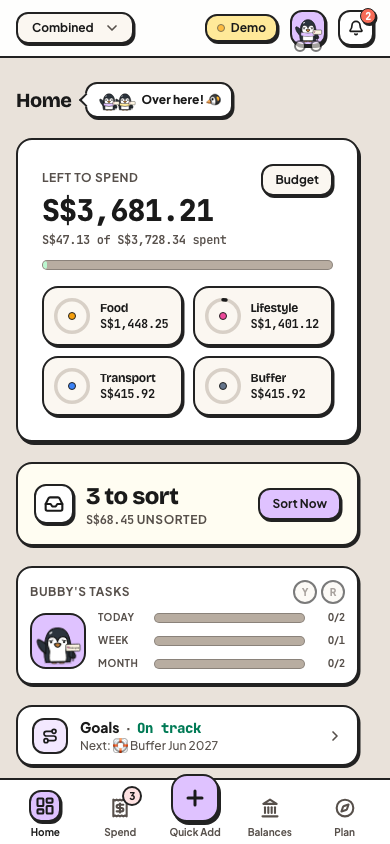 Combined
Demo
2
Home
Over here!
LEFT TO SPEND
Budget
S$3,681.21
S$47.13 of S$3,728.34 spent
Food
S$1,448.25
Lifestyle
S$1,401.12
Transport
S$415.92
Buffer
S$415.92
3 to sort
S$68.45 UNSORTED
Sort Now
BUBBY'S TASKS
Y R
TODAY 0/2
WEEK 0/1
MONTH 0/2
Goals · On track
Next: Buffer Jun 2027
3
Home
Spend
Quick Add
Balances
Plan